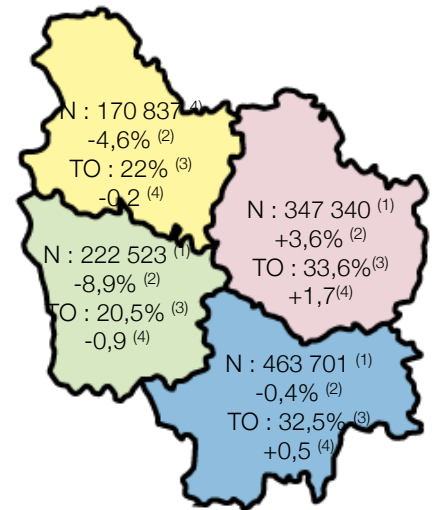 N : 170 837 (4)
-4,6% (2)
TO : 22% (3)
-0,2 (4)
N : 347 340 (1)
+3,6% (2)
TO : 33,6%(3)
+1,7(4)
N : 222 523 (1)
-8,9% (2)
TO : 20,5% (3)
-0,9 (4)
N : 463 701 (1)
-0,4% (2)
TO : 32,5% (3)
+0,5 (4)